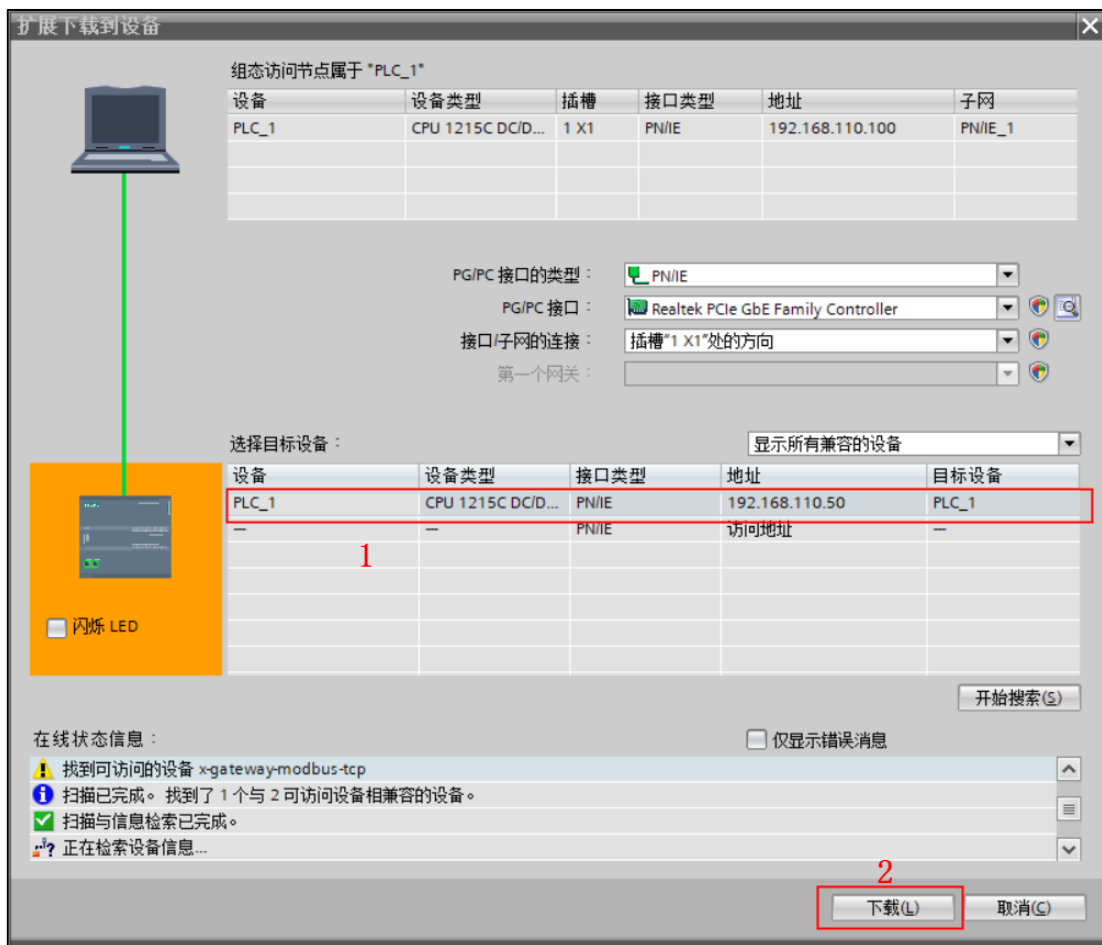 扩展下载到设备
组态访问节点属于 "PLC_1"
设备 设备类型 插槽 接口类型 地址 子网
PLC_1 CPU 1215C DC/D... 1 X1 PN/IE 192.168.110.100 PN/IE_1
PG/PC 接口的类型： PN/IE
PG/PC 接口： Realtek PCIe GbE Family Controller
接口/子网的连接： 插槽"1 X1"处的方向
第一个网关：
选择目标设备： 显示所有兼容的设备
设备 设备类型 接口类型 地址 目标设备
PLC_1 CPU 1215C DC/D... PN/IE 192.168.110.50 PLC_1
— — PN/IE 访问地址 —
1
闪烁 LED
开始搜索(S)
在线状态信息： 仅显示错误消息
找到可访问的设备 x-gateway-modbus-tcp
扫描已完成。 找到了 1 个与 2 可访问设备相兼容的设备。
扫描与信息检索已完成。
正在检索设备信息...
2
下载(L) 取消(C)